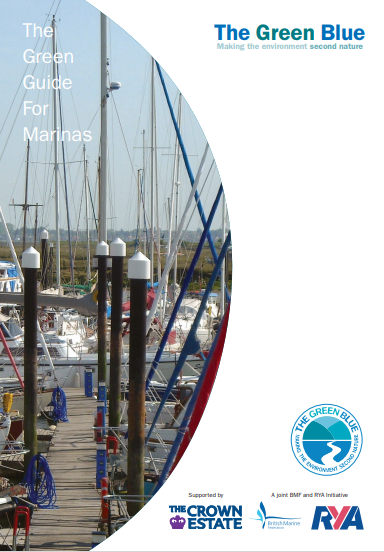 The
Green
Guide
For
Marinas
The Green Blue
Making the environment second nature
THE GREEN BLUE
MAKING THE ENVIRONMENT SECOND NATURE
Supported by
A joint BMF and RYA Initiative
THE CROWN
ESTATE
British Marine
Federation
RYA